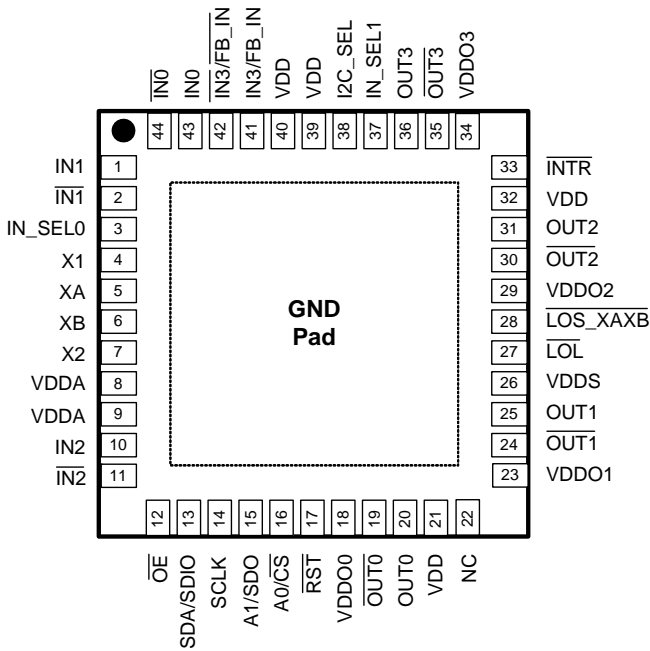 IN0
IN0
IN3/FB_IN
IN3/FB_IN
VDD
VDD
I2C_SEL
IN_SEL1
OUT3
OUT3
VDDO3
44
43
42
41
40
39
38
37
36
35
34
IN1 1
IN1 2
IN_SEL0 3
X1 4
XA 5
XB 6
X2 7
VDDA 8
VDDA 9
IN2 10
IN2 11
GND
Pad
33 INTR
32 VDD
31 OUT2
30 OUT2
29 VDDO2
28 LOS_XAXB
27 LOL
26 VDDS
25 OUT1
24 OUT1
23 VDDO1
12
13
14
15
16
17
18
19
20
21
22
OE
SDA/SDIO
SCLK
A1/SDO
A0/CS
RST
VDDO0
OUT0
OUT0
VDD
NC